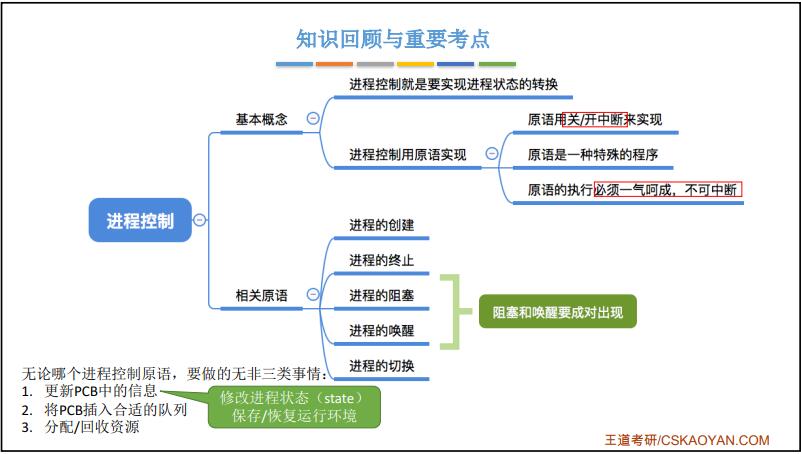 知识回顾与重要考点
进程控制就是要实现进程状态的转换
基本概念
原语用关/开中断来实现
进程控制用原语实现
原语是一种特殊的程序
原语的执行必须一气呵成，不可中断
进程控制
进程的创建
进程的终止
相关原语
进程的阻塞
阻塞和唤醒要成对出现
进程的唤醒
进程的切换
无论哪个进程控制原语，要做的无非三类事情：
1. 更新PCB中的信息
2. 将PCB插入合适的队列
3. 分配/回收资源
修改进程状态（state）
保存/恢复运行环境
王道考研/CSKAOYAN.COM